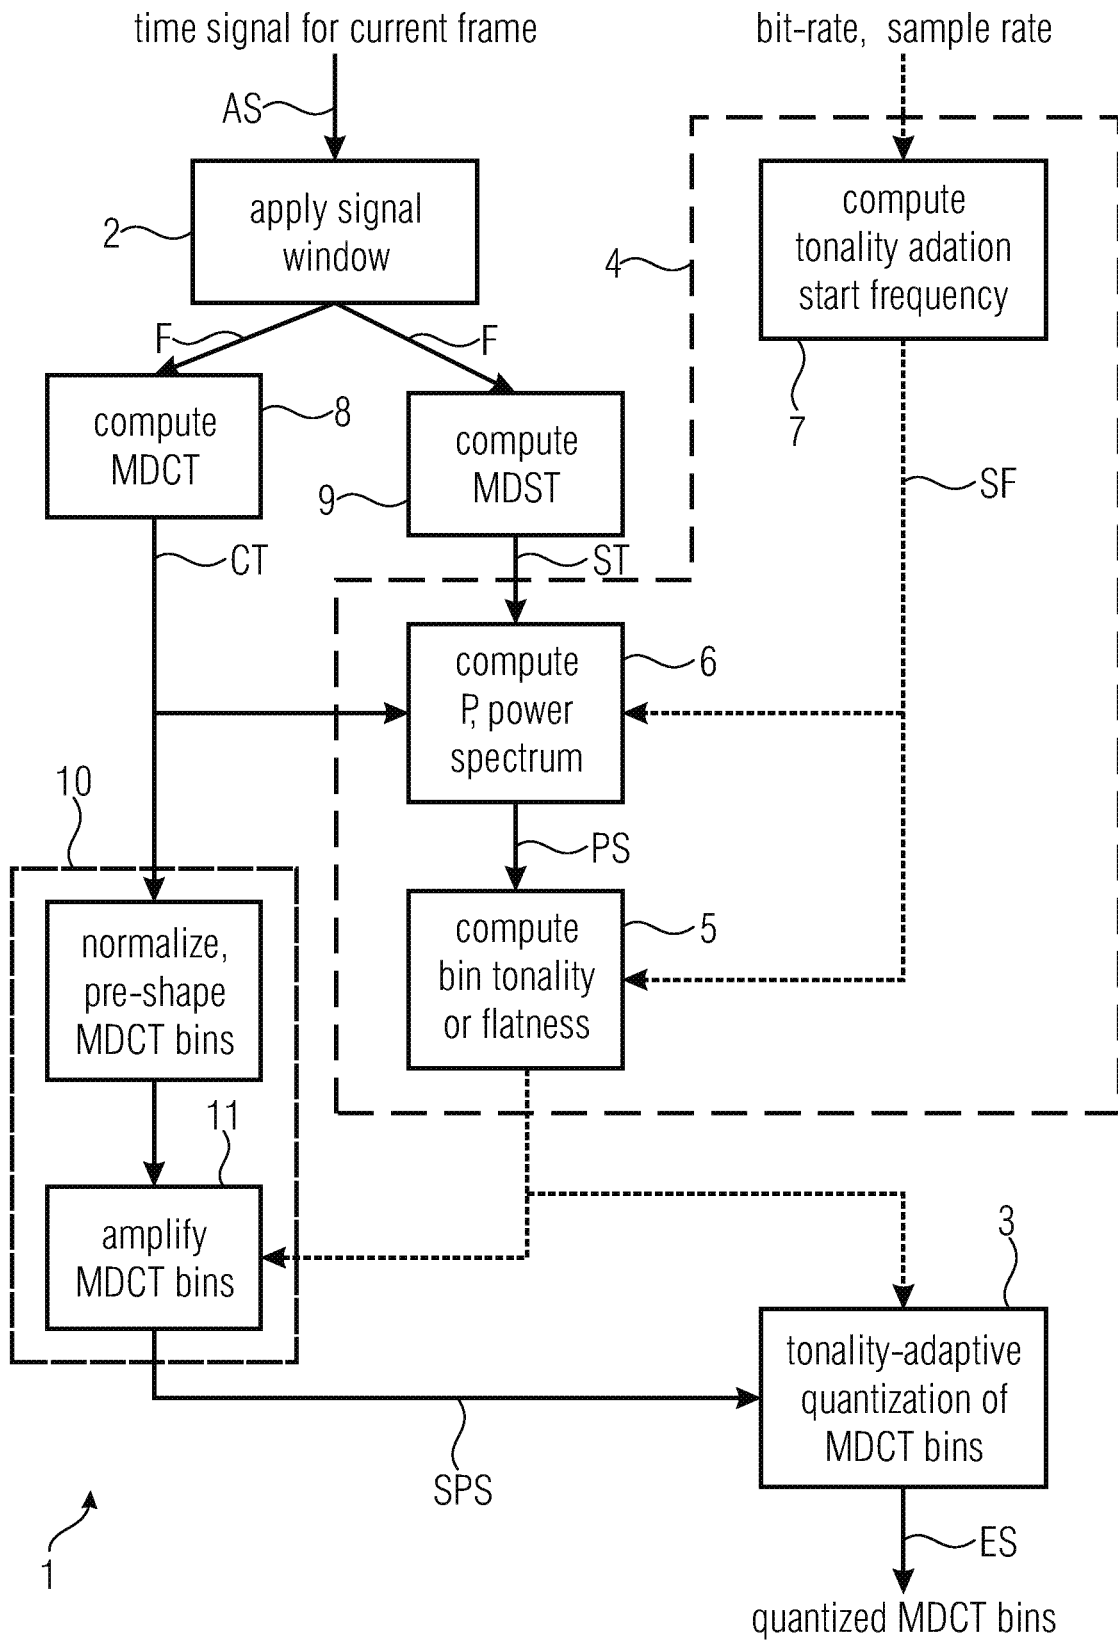 time signal for current frame
bit-rate, sample rate
AS
apply signal
window
2
4
compute
tonality adation
start frequency
7
F
F
compute
MDCT
8
compute
MDST
9
SF
CT
ST
compute
P, power
spectrum
6
10
PS
normalize,
pre-shape
MDCT bins
compute
bin tonality
or flatness
5
11
amplify
MDCT bins
3
tonality-adaptive
quantization of
MDCT bins
SPS
1
ES
quantized MDCT bins